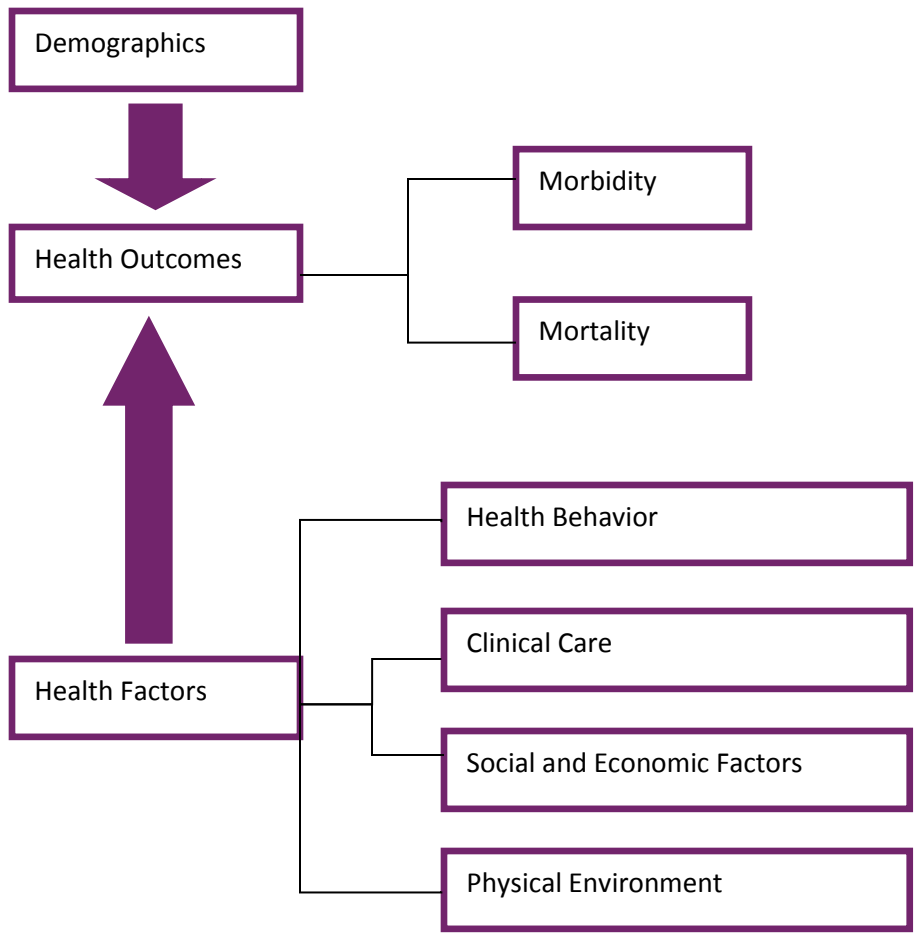 Demographics
Morbidity
Health Outcomes
Mortality
Health Behavior
Clinical Care
Health Factors
Social and Economic Factors
Physical Environment